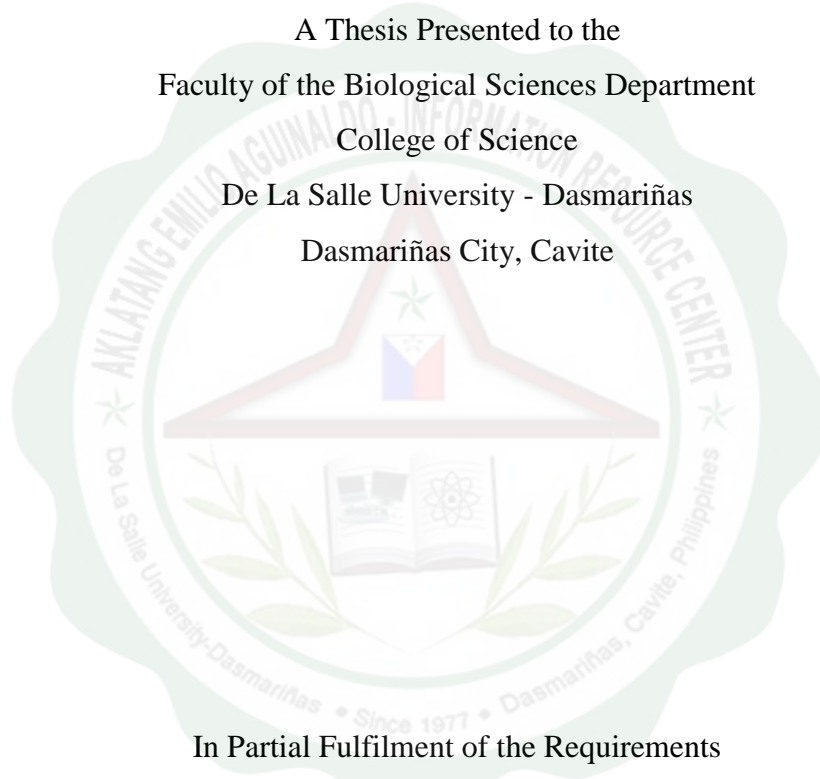 A Thesis Presented to the
Faculty of the Biological Sciences Department
College of Science
De La Salle University - Dasmariñas
Dasmariñas City, Cavite
AKLATANG EMILIO AGUINALDO - INFORMATION RESOURCE CENTER
De La Salle University-Dasmariñas • Since 1977 • Dasmariñas, Cavite, Philippines
In Partial Fulfilment of the Requirements